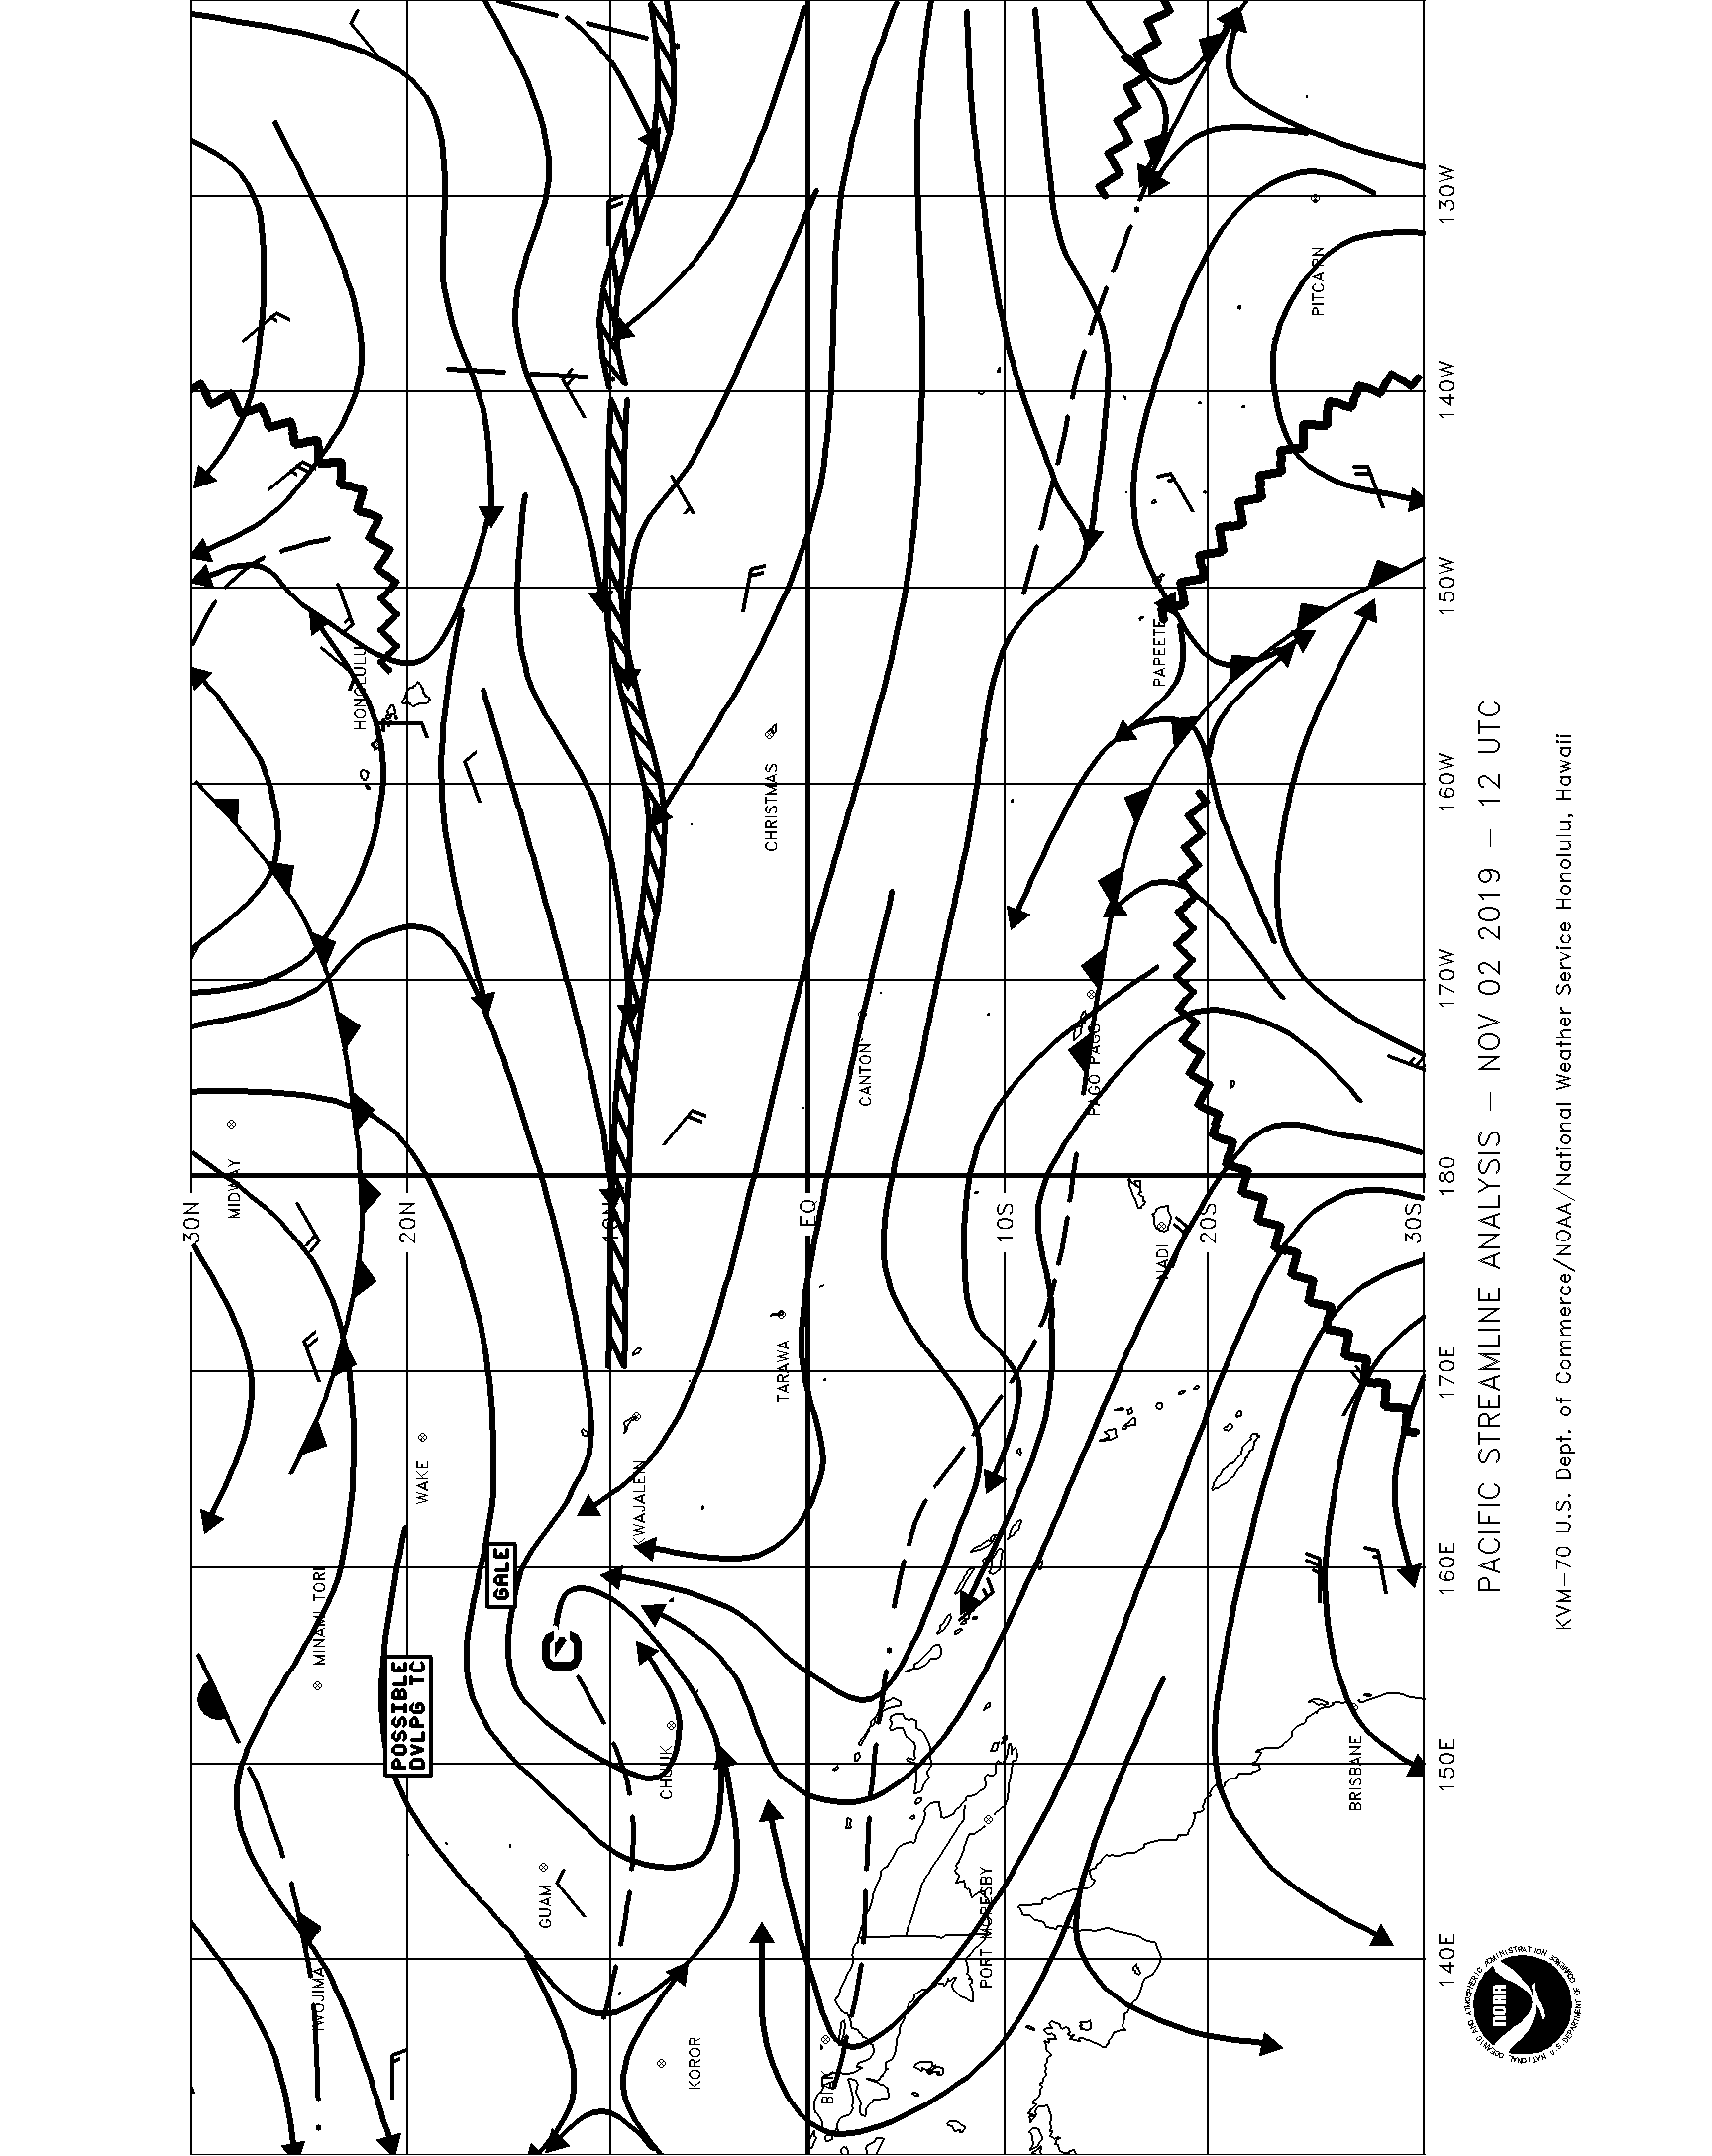 30N
20N
10N
EQ
10S
20S
30S
130W
140W
150W
160W
170W
180
170E
160E
150E
140E
PITCAIRN
HONOLULU
PAPEETE
CHRISTMAS
CANTON
PAGO PAGO
MIDWAY
NADI
TARAWA
WAKE
KWAJALEIN
GALE
MINAMI TORI
POSSIBLE
DVLPG TC
CHUUK
BRISBANE
GUAM
PORT MORESBY
IWOJIMA
KOROR
BIAK
PACIFIC STREAMLINE ANALYSIS - NOV 02 2019 - 12 UTC
KVM-70 U.S. Dept. of Commerce/NOAA/National Weather Service Honolulu, Hawaii
NOAA
NATIONAL OCEANIC AND ATMOSPHERIC ADMINISTRATION
U.S. DEPARTMENT OF COMMERCE